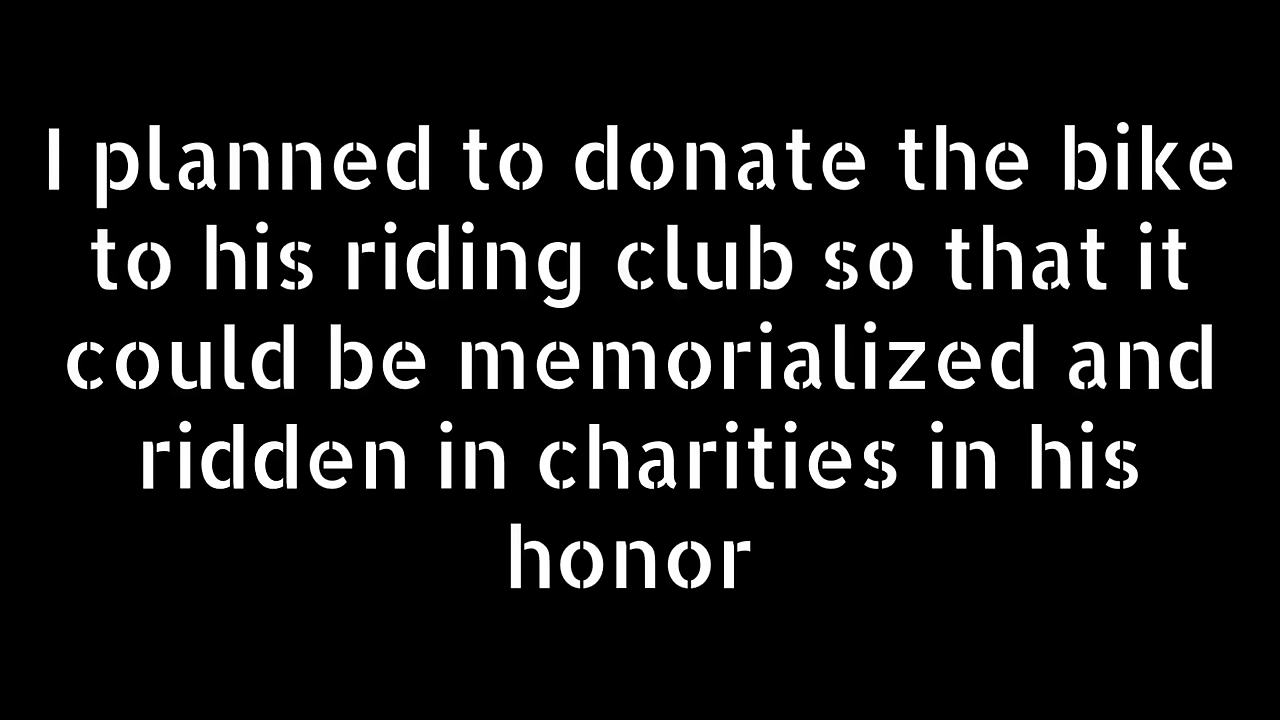 I planned to donate the bike
to his riding club so that it
could be memorialized and
ridden in charities in his
honor